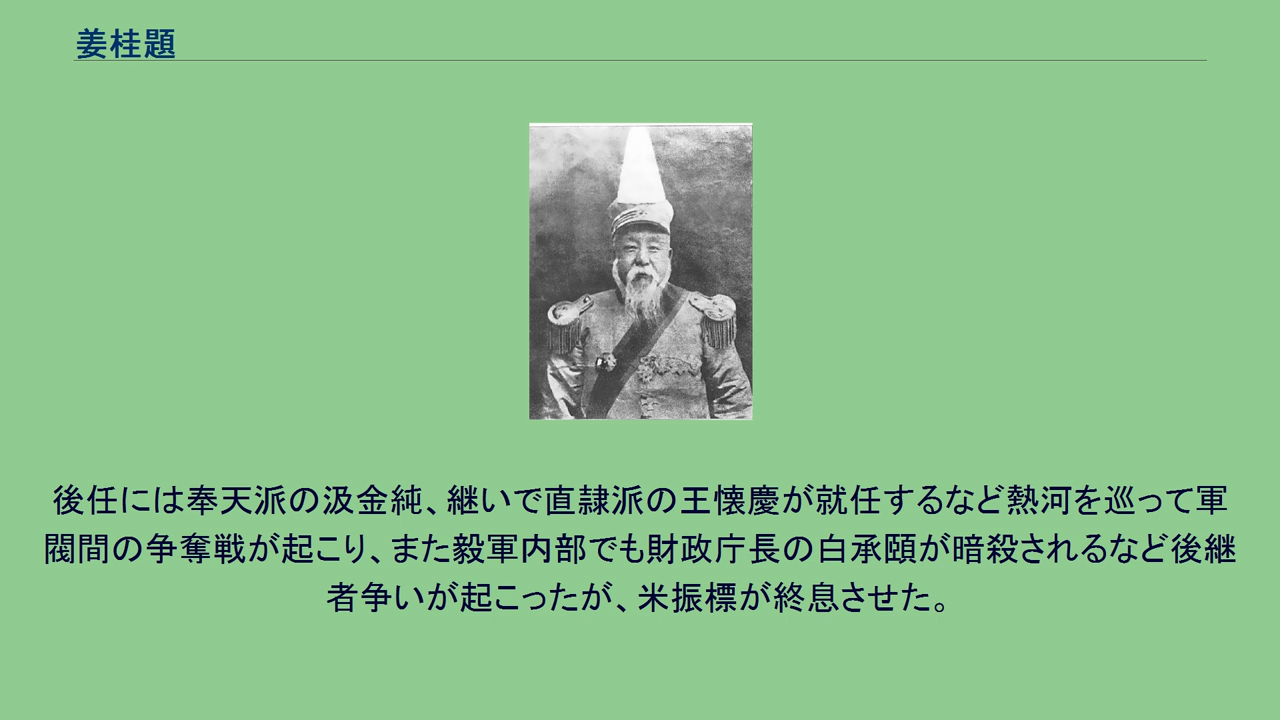 姜桂題
後任には奉天派の汲金純、継いで直隷派の王懐慶が就任するなど熱河を巡って軍
閥間の争奪戦が起こり、また毅軍内部でも財政庁長の白承頤が暗殺されるなど後継
者争いが起こったが、米振標が終息させた。